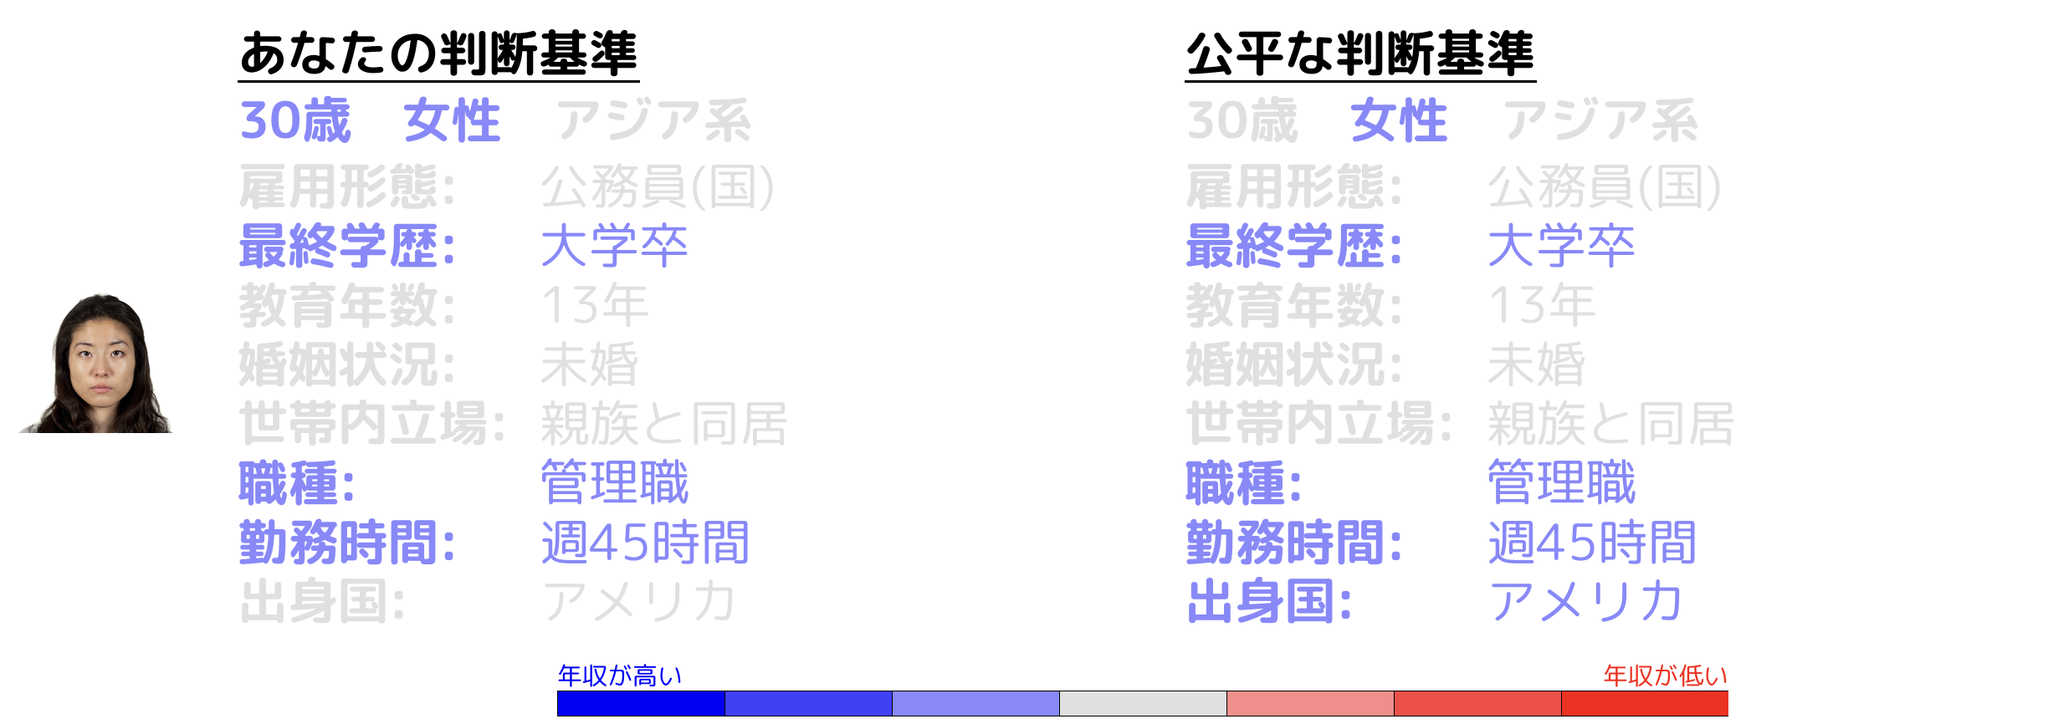 あなたの判断基準
30歳 女性 アジア系
雇用形態: 公務員(国)
最終学歴: 大学卒
教育年数: 13年
婚姻状況: 未婚
世帯内立場: 親族と同居
職種: 管理職
勤務時間: 週45時間
出身国: アメリカ
公平な判断基準
30歳 女性 アジア系
雇用形態: 公務員(国)
最終学歴: 大学卒
教育年数: 13年
婚姻状況: 未婚
世帯内立場: 親族と同居
職種: 管理職
勤務時間: 週45時間
出身国: アメリカ
年収が高い
年収が低い